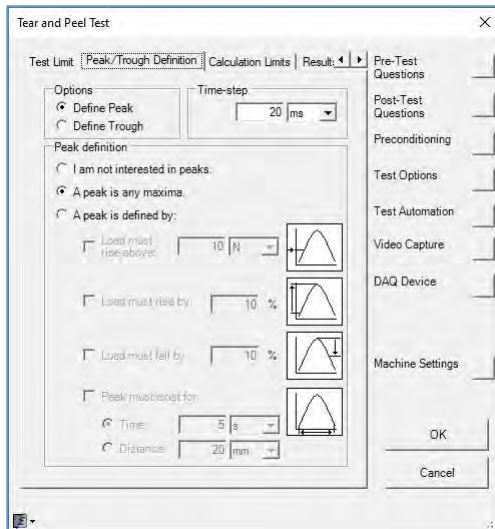 Tear and Peel Test
Test Limit Peak/Trough Definition Calculation Limits Results
Options
Define Peak
Define Trough
Time-step
20 ms
Peak definition
I am not interested in peaks.
A peak is any maxima.
A peak is defined by:
Load must
rise above:
10 N
Load must rise by:
10 %
Load must fall by:
10 %
Peak must exist for:
Time:
5 s
Distance:
20 mm
Pre-Test
Questions
Post-Test
Questions
Preconditioning
Test Options
Test Automation
Video Capture
DAQ Device
Machine Settings
OK
Cancel